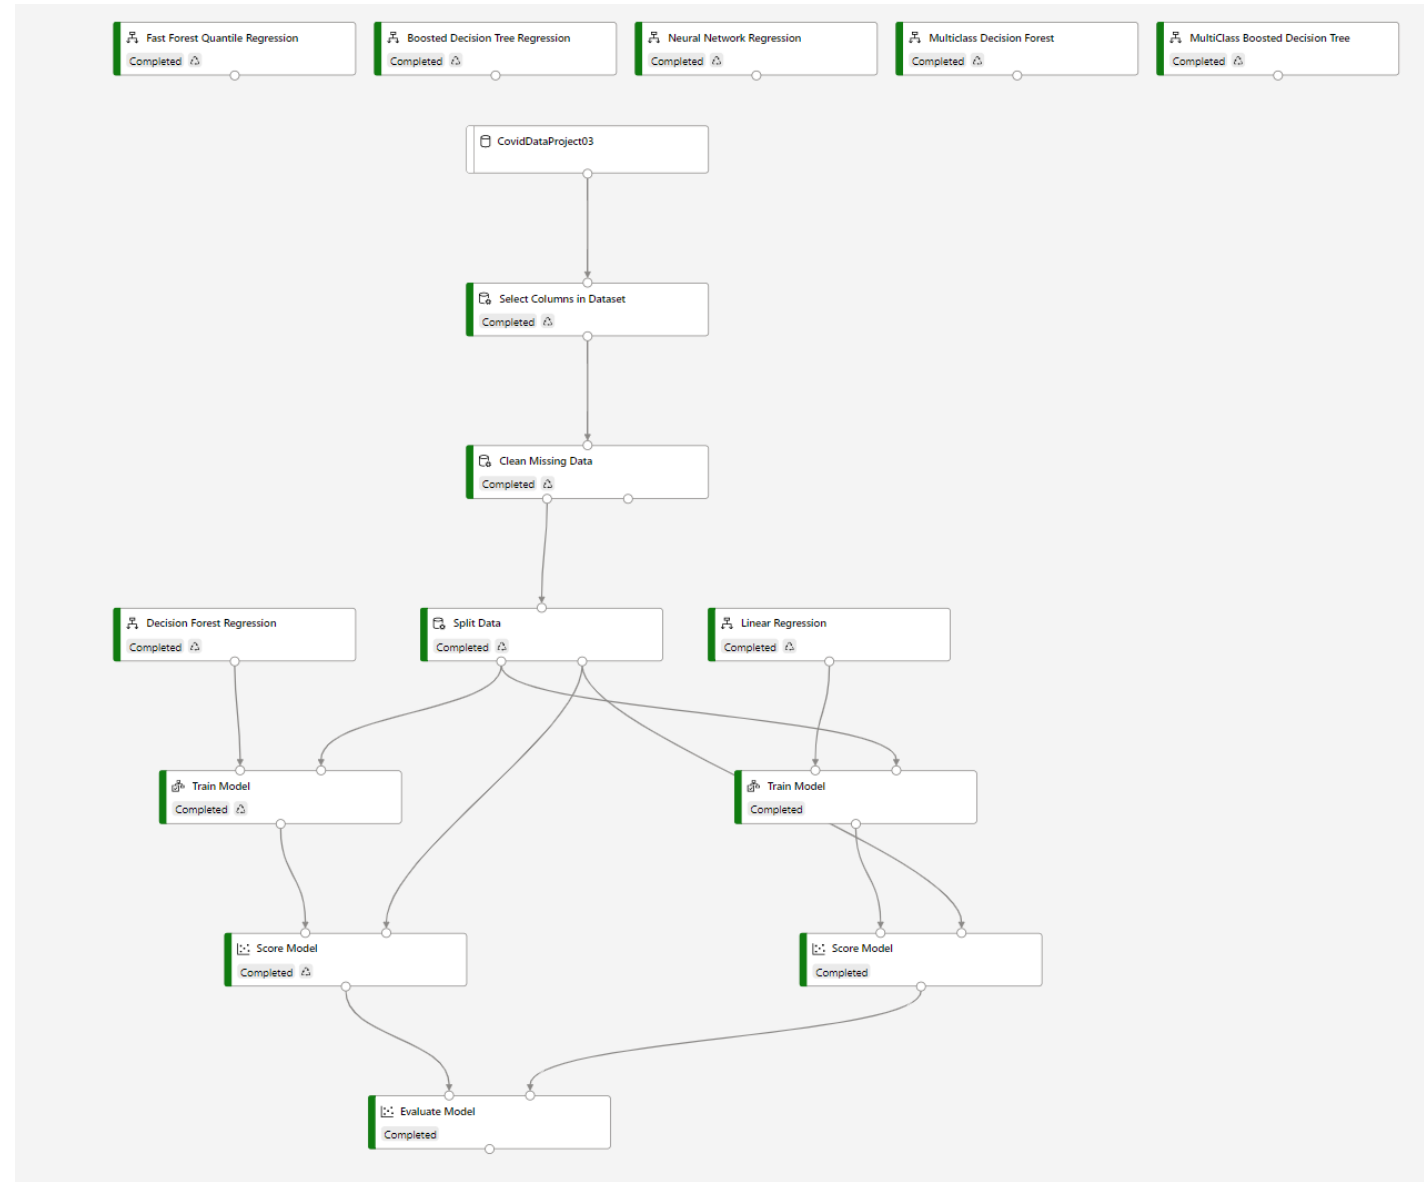 Fast Forest Quantile Regression
Completed
Boosted Decision Tree Regression
Completed
Neural Network Regression
Completed
Multiclass Decision Forest
Completed
MultiClass Boosted Decision Tree
Completed
CovidDataProject03
Select Columns in Dataset
Completed
Clean Missing Data
Completed
Decision Forest Regression
Completed
Split Data
Completed
Linear Regression
Completed
Train Model
Completed
Train Model
Completed
Score Model
Completed
Score Model
Completed
Evaluate Model
Completed